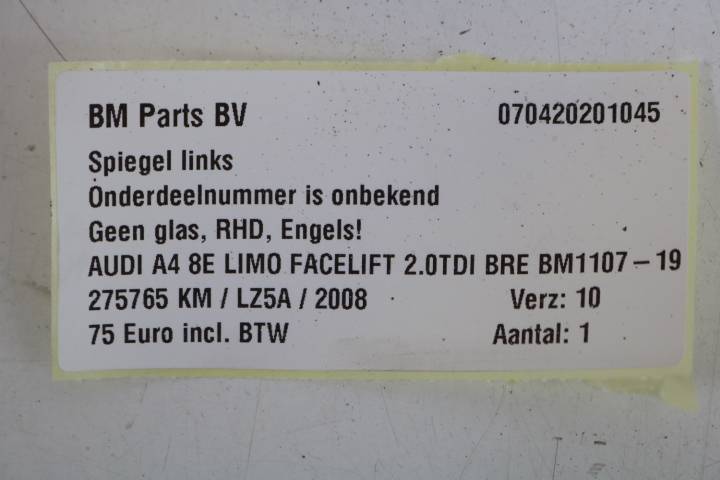 BM Parts BV 070420201045
Spiegel links
Onderdeelnummer is onbekend
Geen glas, RHD, Engels!
AUDI A4 8E LIMO FACELIFT 2.0TDI BRE BM1107-19
275765 KM / LZ5A / 2008 Verz: 10
75 Euro incl. BTW Aantal: 1